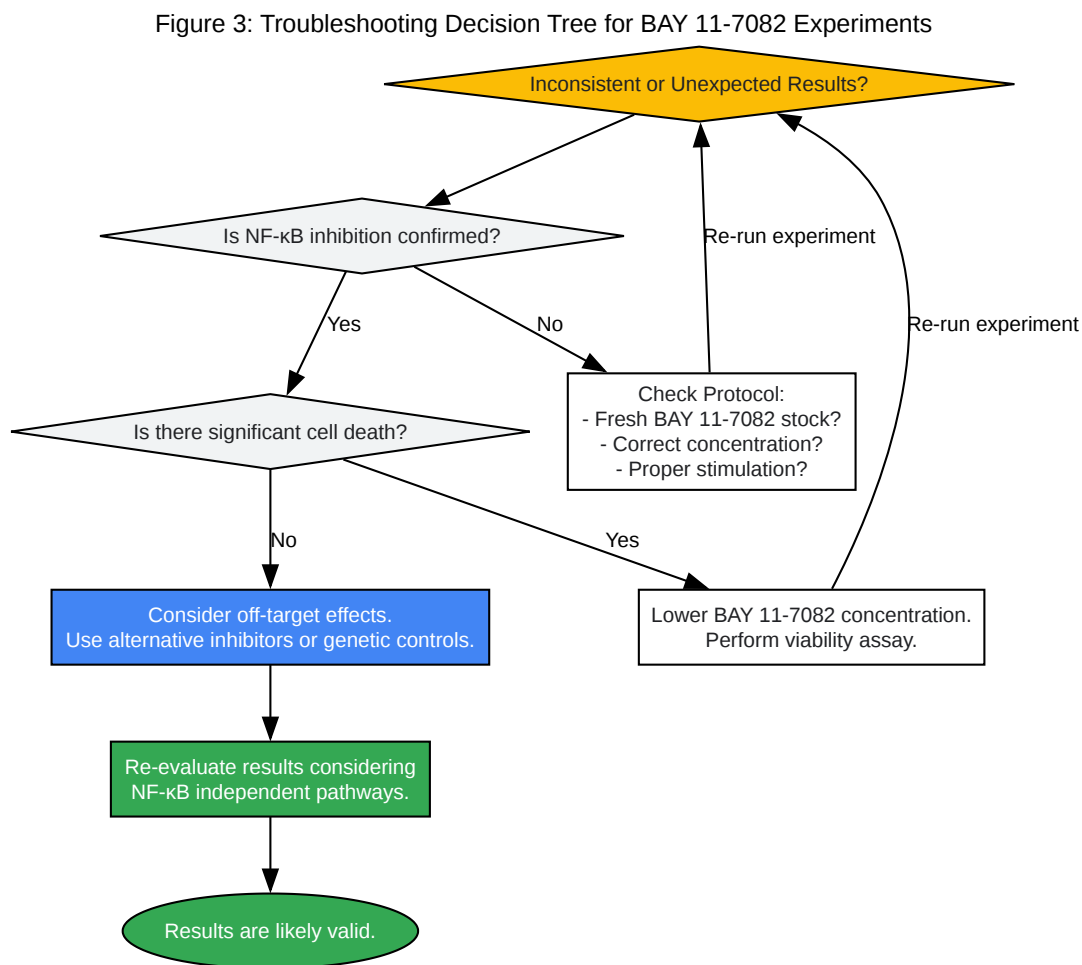 Figure 3: Troubleshooting Decision Tree for BAY 11-7082 Experiments
Inconsistent or Unexpected Results?
Is NF-κB inhibition confirmed?
Re-run experiment
Re-run experiment
Yes
No
Check Protocol:
- Fresh BAY 11-7082 stock?
- Correct concentration?
- Proper stimulation?
Is there significant cell death?
No
Yes
Consider off-target effects.
Use alternative inhibitors or genetic controls.
Lower BAY 11-7082 concentration.
Perform viability assay.
Re-evaluate results considering
NF-κB independent pathways.
Results are likely valid.